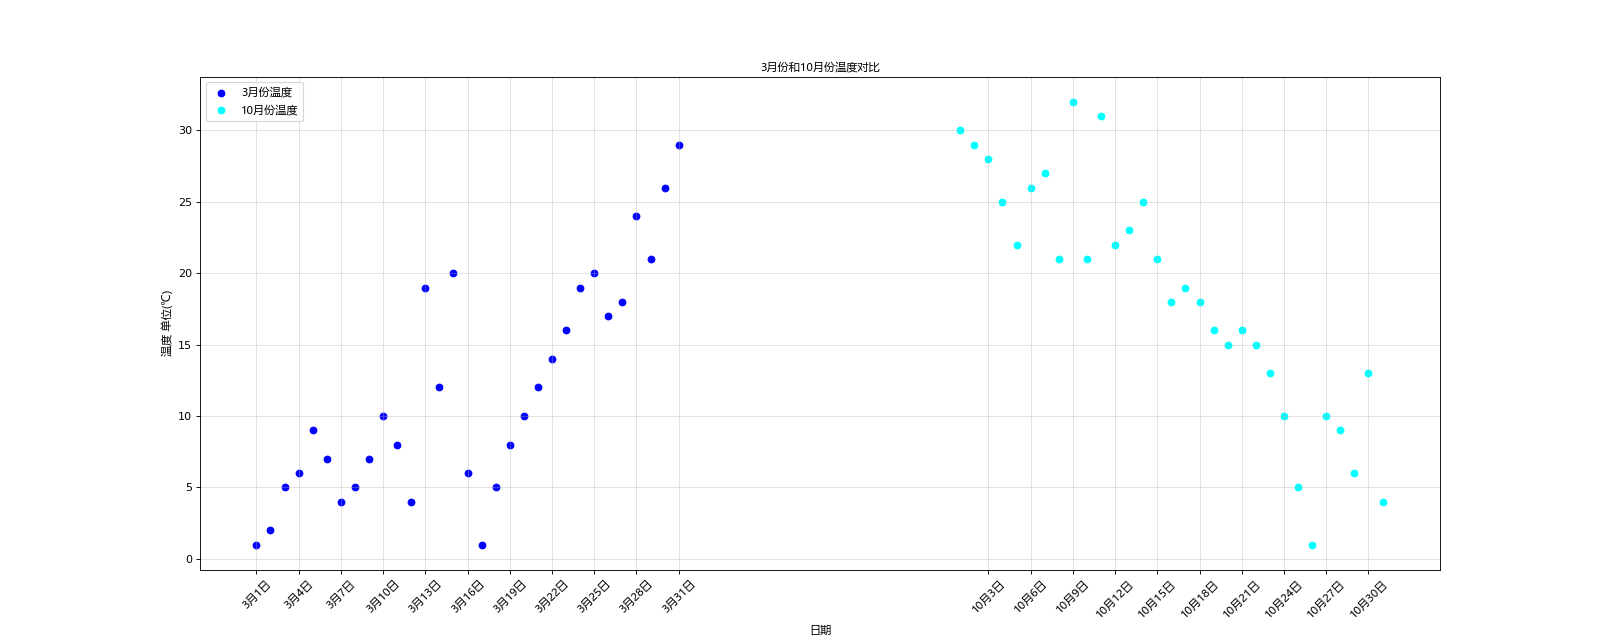 3月份和10月份温度对比
3月份温度
10月份温度
温度 单位(℃)
30
25
20
15
10
5
0
3月1日
3月4日
3月7日
3月10日
3月13日
3月16日
3月19日
3月22日
3月25日
3月28日
3月31日
10月3日
10月6日
10月9日
10月12日
10月15日
10月18日
10月21日
10月24日
10月27日
10月30日
日期